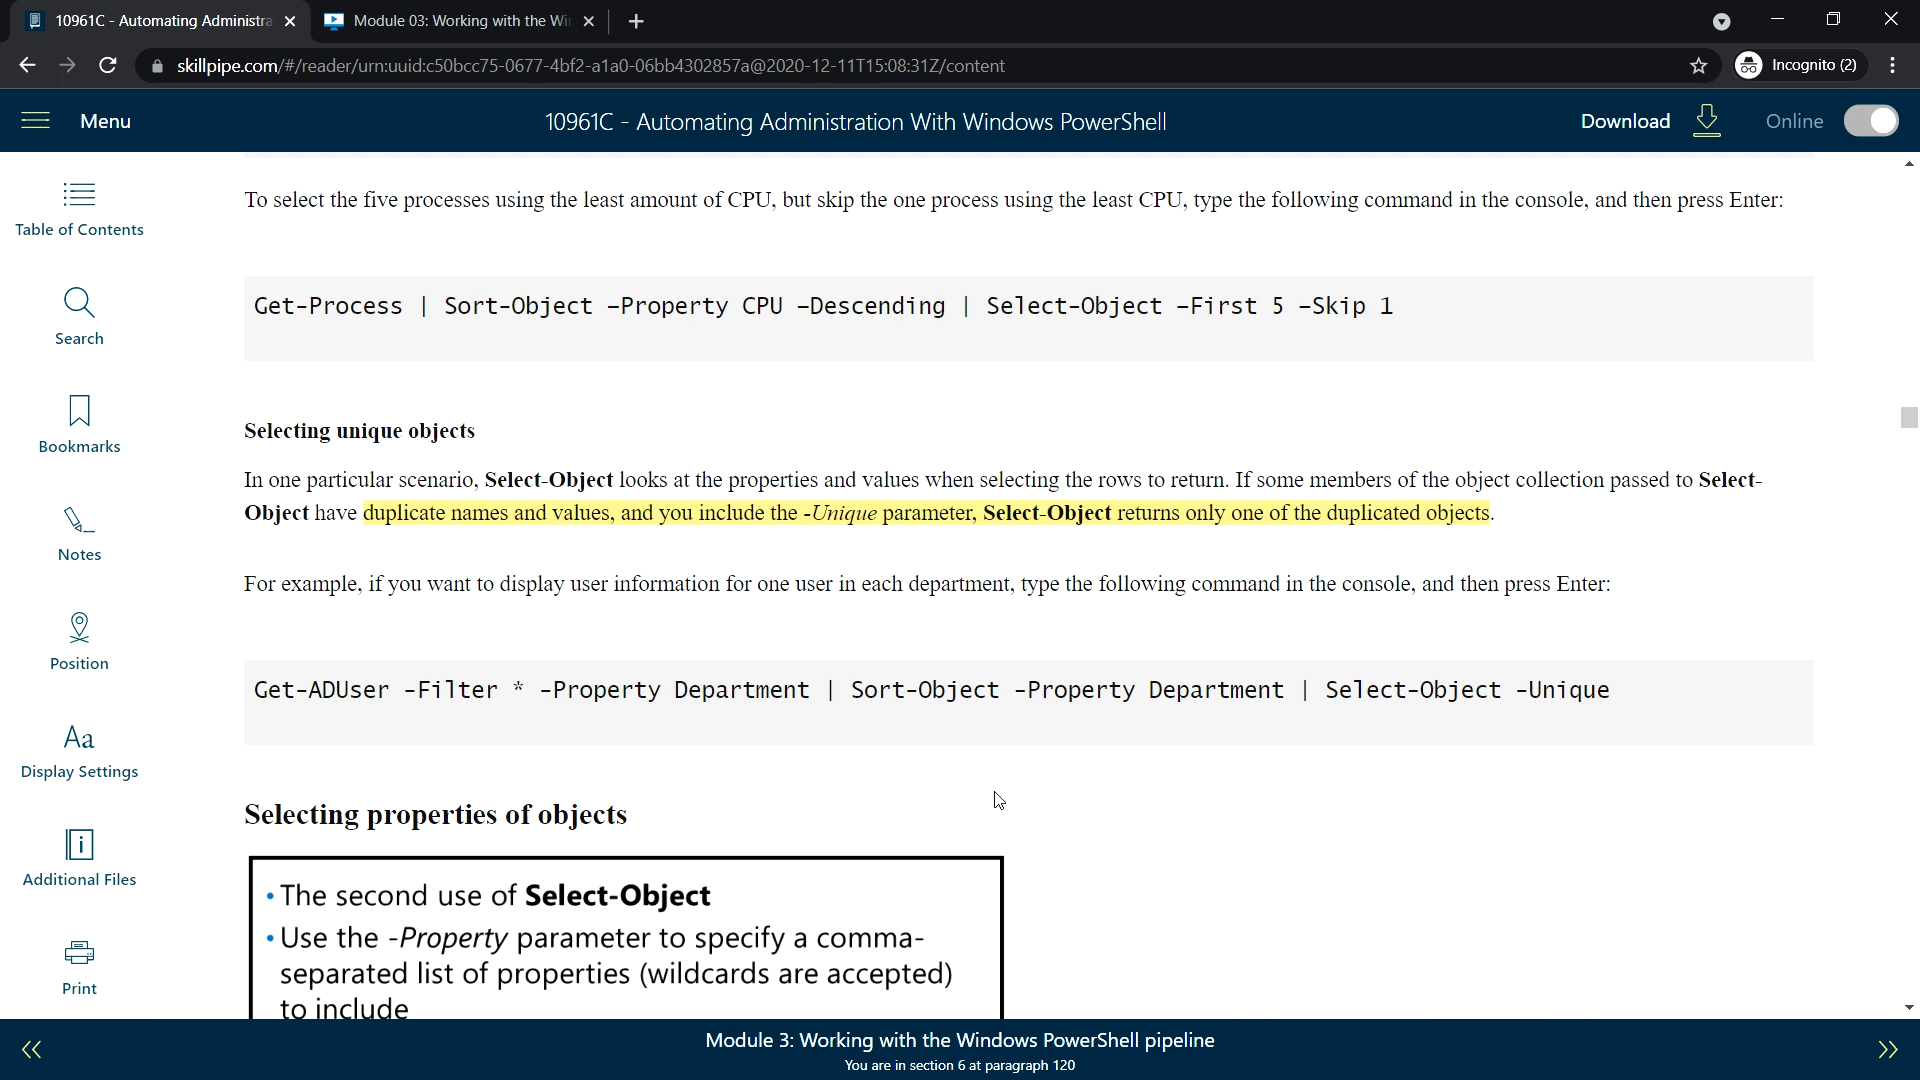 10961C - Automating Administra
Module 03: Working with the Wi
skillpipe.com/#/reader/urn:uuid:c50bcc75-0677-4bf2-a1a0-06bb4302857a@2020-12-11T15:08:31Z/content
Incognito (2)
Menu
10961C - Automating Administration With Windows PowerShell
Download
Online
Table of Contents
Search
Bookmarks
Notes
Position
Aa
Display Settings
Additional Files
Print
To select the five processes using the least amount of CPU, but skip the one process using the least CPU, type the following command in the console, and then press Enter:
Get-Process | Sort-Object –Property CPU –Descending | Select-Object –First 5 –Skip 1
Selecting unique objects
In one particular scenario, Select-Object looks at the properties and values when selecting the rows to return. If some members of the object collection passed to Select-
Object have duplicate names and values, and you include the -Unique parameter, Select-Object returns only one of the duplicated objects.
For example, if you want to display user information for one user in each department, type the following command in the console, and then press Enter:
Get-ADUser -Filter * -Property Department | Sort-Object -Property Department | Select-Object -Unique
Selecting properties of objects
• The second use of Select-Object
• Use the -Property parameter to specify a comma-
separated list of properties (wildcards are accepted)
to include
Module 3: Working with the Windows PowerShell pipeline
You are in section 6 at paragraph 120